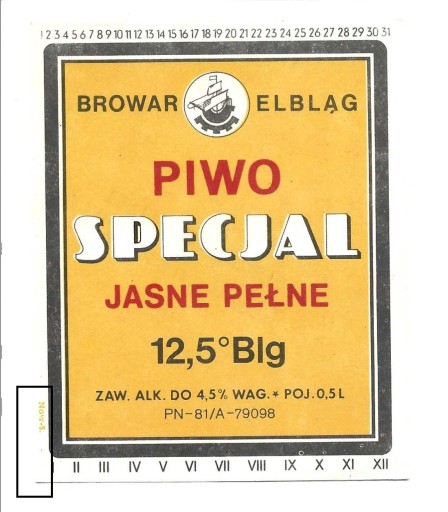 1 2 3 4 5 6 7 8 9 10 11 12 13 14 15 16 17 18 19 20 21 22 23 24 25 26 27 28 29 30 31
BROWAR ELBLĄG
PIWO
SPECJAL
JASNE PEŁNE
12,5°Blg
ZAW. ALK. DO 4,5% WAG.* POJ. 0,5L
PN-81/A-79098
II III IV V VI VII VIII IX X XI XII